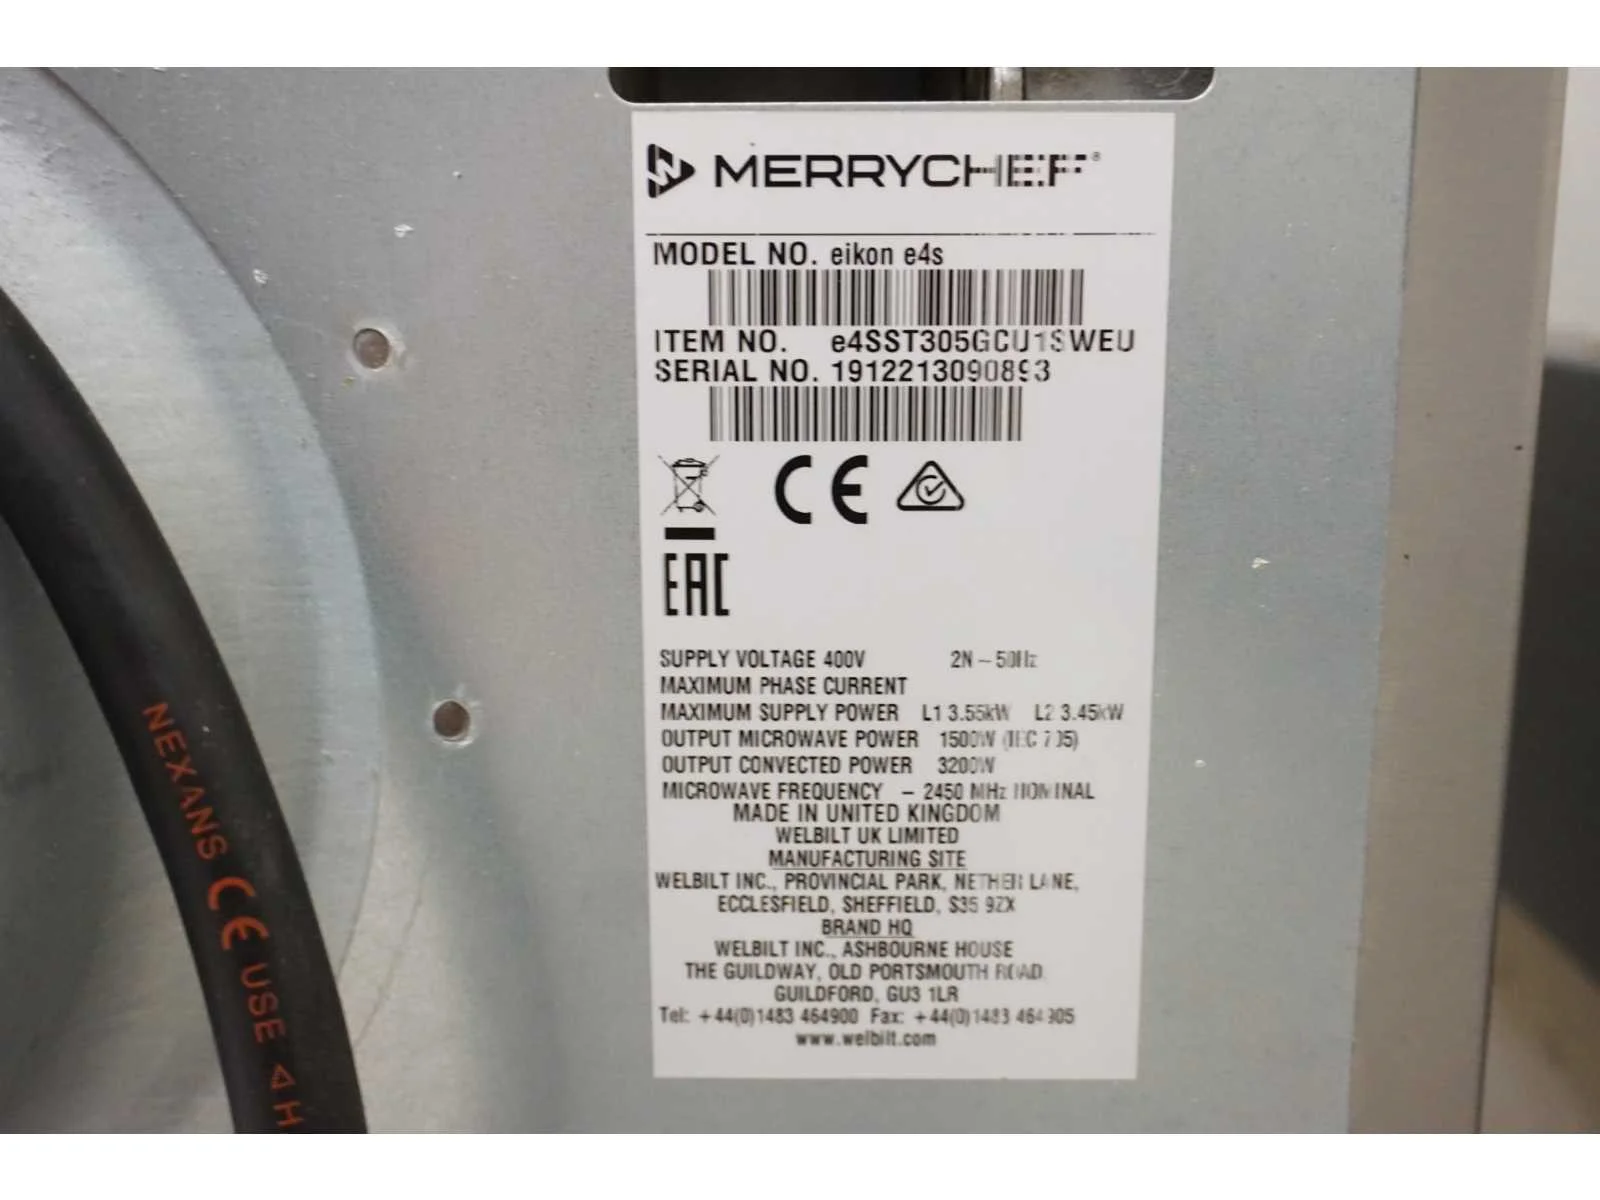 MERRYCHEF®
MODEL NO. eikon e4s
ITEM NO. e4SST305GCU1SWEU
SERIAL NO. 1912213090893
CE
EAC
SUPPLY VOLTAGE 400V 2N ~ 50Hz
MAXIMUM PHASE CURRENT
MAXIMUM SUPPLY POWER L1 3.55kW L2 3.45kW
OUTPUT MICROWAVE POWER 1500W (IEC 705)
OUTPUT CONVECTED POWER 3200W
MICROWAVE FREQUENCY – 2450 MHz NOMINAL
MADE IN UNITED KINGDOM
WELBILT UK LIMITED
MANUFACTURING SITE
WELBILT INC., PROVINCIAL PARK, NETHER LANE,
ECCLESFIELD, SHEFFIELD, S35 9ZX
BRAND HQ
WELBILT INC., ASHBOURNE HOUSE
THE GUILDWAY, OLD PORTSMOUTH ROAD,
GUILDFORD, GU3 1LR
Tel: +44(0)1483 464900 Fax: +44(0)1483 464905
www.welbilt.com
NEXANS CE USE ◁ H